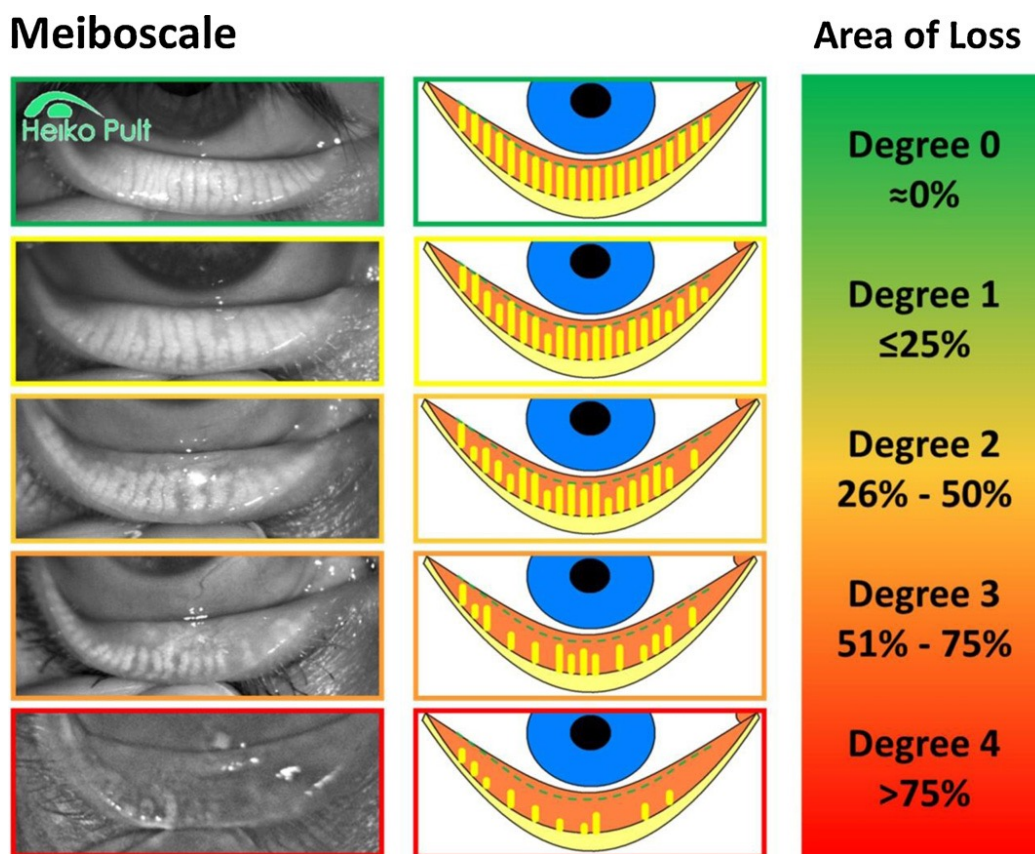 Meiboscale
Area of Loss
Heiko Pult
Degree 0
≈0%
Degree 1
≤25%
Degree 2
26% - 50%
Degree 3
51% - 75%
Degree 4
>75%